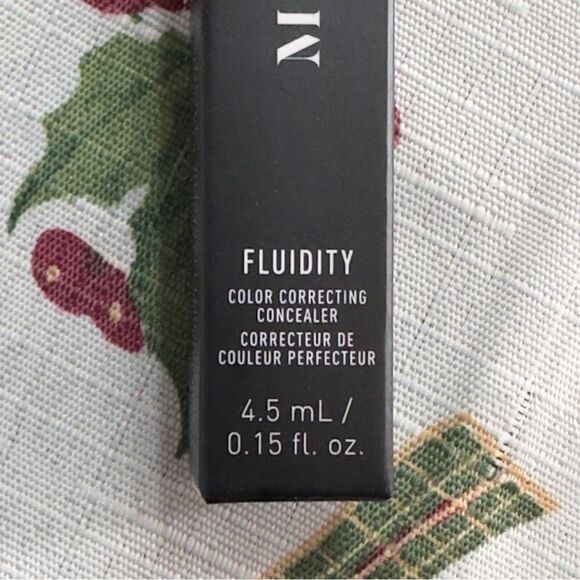 M
FLUIDITY
COLOR CORRECTING
CONCEALER
CORRECTEUR DE
COULEUR PERFECTEUR
4.5 mL /
0.15 fl. oz.